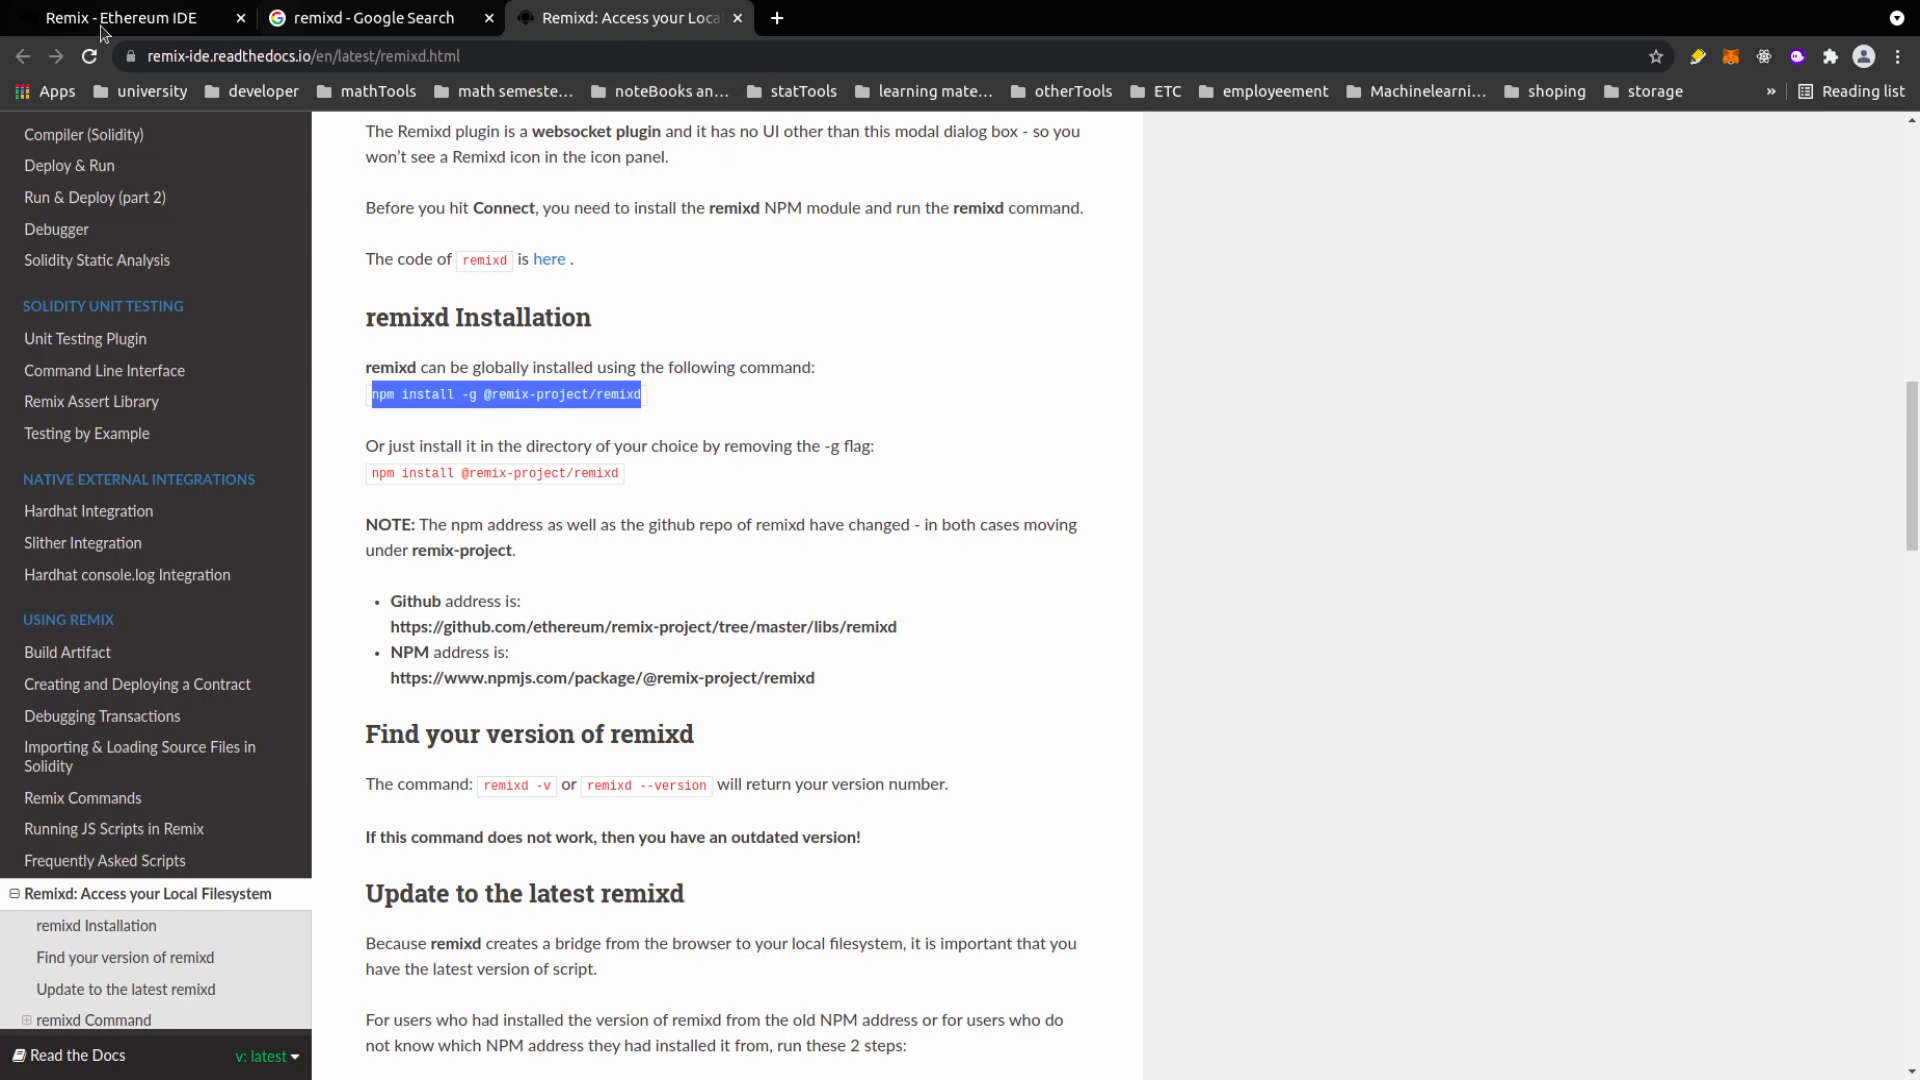 Remix - Ethereum IDE
remixd - Google Search
Remixd: Access your Loca
remix-ide.readthedocs.io/en/latest/remixd.html
Apps
university
developer
mathTools
math semeste...
noteBooks an...
statTools
learning mate...
otherTools
ETC
employeement
Machinelearni...
shoping
storage
»
Reading list
Compiler (Solidity)
Deploy & Run
Run & Deploy (part 2)
Debugger
Solidity Static Analysis
SOLIDITY UNIT TESTING
Unit Testing Plugin
Command Line Interface
Remix Assert Library
Testing by Example
NATIVE EXTERNAL INTEGRATIONS
Hardhat Integration
Slither Integration
Hardhat console.log Integration
USING REMIX
Build Artifact
Creating and Deploying a Contract
Debugging Transactions
Importing & Loading Source Files in
Solidity
Remix Commands
Running JS Scripts in Remix
Frequently Asked Scripts
Remixd: Access your Local Filesystem
remixd Installation
Find your version of remixd
Update to the latest remixd
remixd Command
Read the Docs
v: latest
The Remixd plugin is a websocket plugin and it has no UI other than this modal dialog box - so you
won't see a Remixd icon in the icon panel.
Before you hit Connect, you need to install the remixd NPM module and run the remixd command.
The code of remixd is here .
remixd Installation
remixd can be globally installed using the following command:
npm install -g @remix-project/remixd
Or just install it in the directory of your choice by removing the -g flag:
npm install @remix-project/remixd
NOTE: The npm address as well as the github repo of remixd have changed - in both cases moving
under remix-project.
• Github address is:
https://github.com/ethereum/remix-project/tree/master/libs/remixd
• NPM address is:
https://www.npmjs.com/package/@remix-project/remixd
Find your version of remixd
The command: remixd -v or remixd --version will return your version number.
If this command does not work, then you have an outdated version!
Update to the latest remixd
Because remixd creates a bridge from the browser to your local filesystem, it is important that you
have the latest version of script.
For users who had installed the version of remixd from the old NPM address or for users who do
not know which NPM address they had installed it from, run these 2 steps: